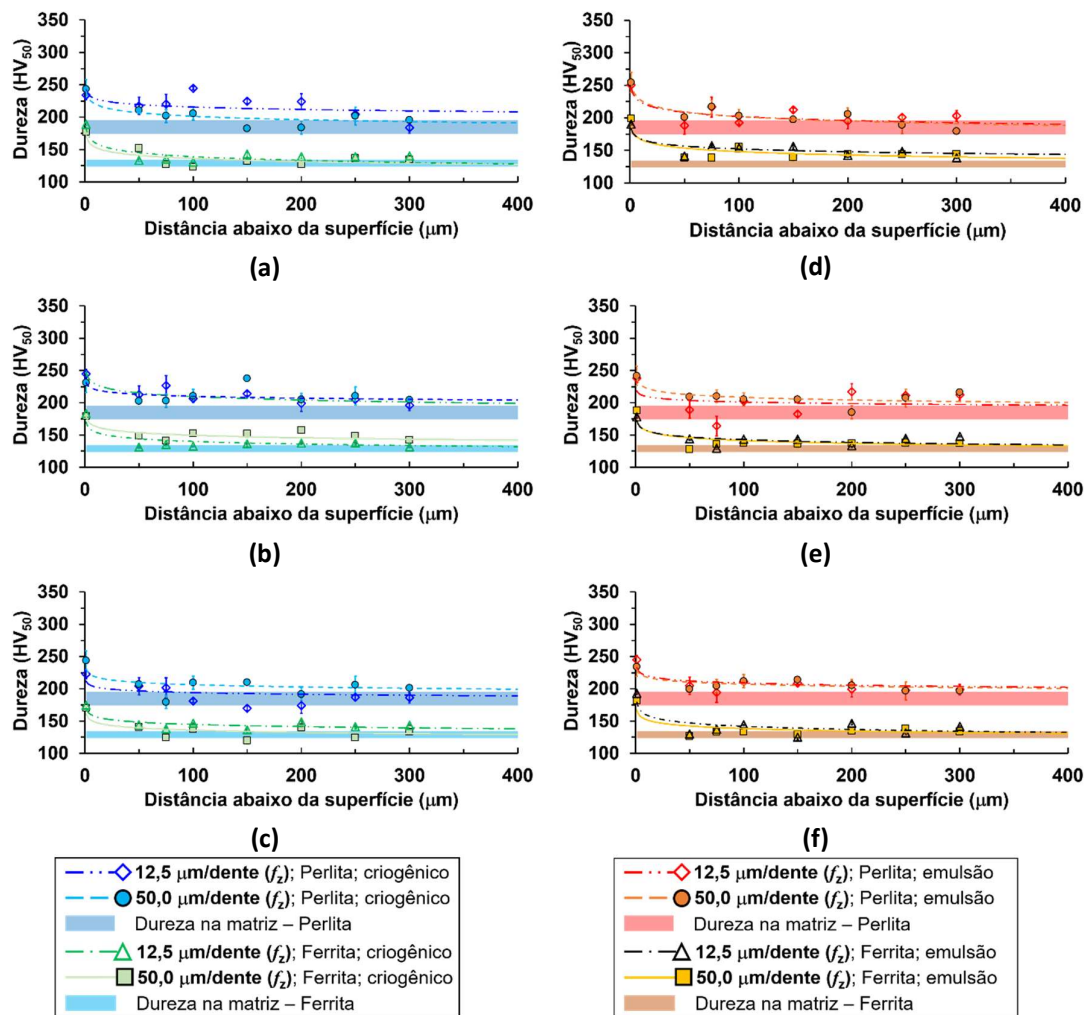 Dureza (HV50)
350
300
250
200
150
100
0
100
200
300
400
Distância abaixo da superfície (μm)
(a)
Dureza (HV50)
350
300
250
200
150
100
0
100
200
300
400
Distância abaixo da superfície (μm)
(d)
Dureza (HV50)
350
300
250
200
150
100
0
100
200
300
400
Distância abaixo da superfície (μm)
(b)
Dureza (HV50)
350
300
250
200
150
100
0
100
200
300
400
Distância abaixo da superfície (μm)
(e)
Dureza (HV50)
350
300
250
200
150
100
0
100
200
300
400
Distância abaixo da superfície (μm)
(c)
Dureza (HV50)
350
300
250
200
150
100
0
100
200
300
400
Distância abaixo da superfície (μm)
(f)
12,5 μm/dente (fz); Perlita; criogênico
50,0 μm/dente (fz); Perlita; criogênico
Dureza na matriz – Perlita
12,5 μm/dente (fz); Ferrita; criogênico
50,0 μm/dente (fz); Ferrita; criogênico
Dureza na matriz – Ferrita
12,5 μm/dente (fz); Perlita; emulsão
50,0 μm/dente (fz); Perlita; emulsão
Dureza na matriz – Perlita
12,5 μm/dente (fz); Ferrita; emulsão
50,0 μm/dente (fz); Ferrita; emulsão
Dureza na matriz – Ferrita